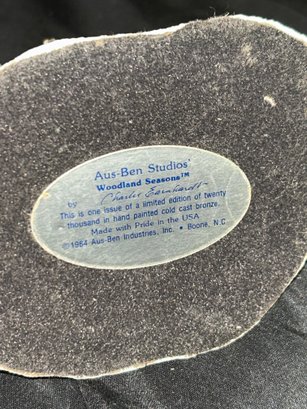 Aus-Ben Studios'
Woodland Seasons™
by Charlie Earnhardt
This is one issue of a limited edition of twenty
thousand in hand painted cold cast bronze.
Made with Pride in the USA
©1984 Aus-Ben Industries, Inc. • Boone, N.C.